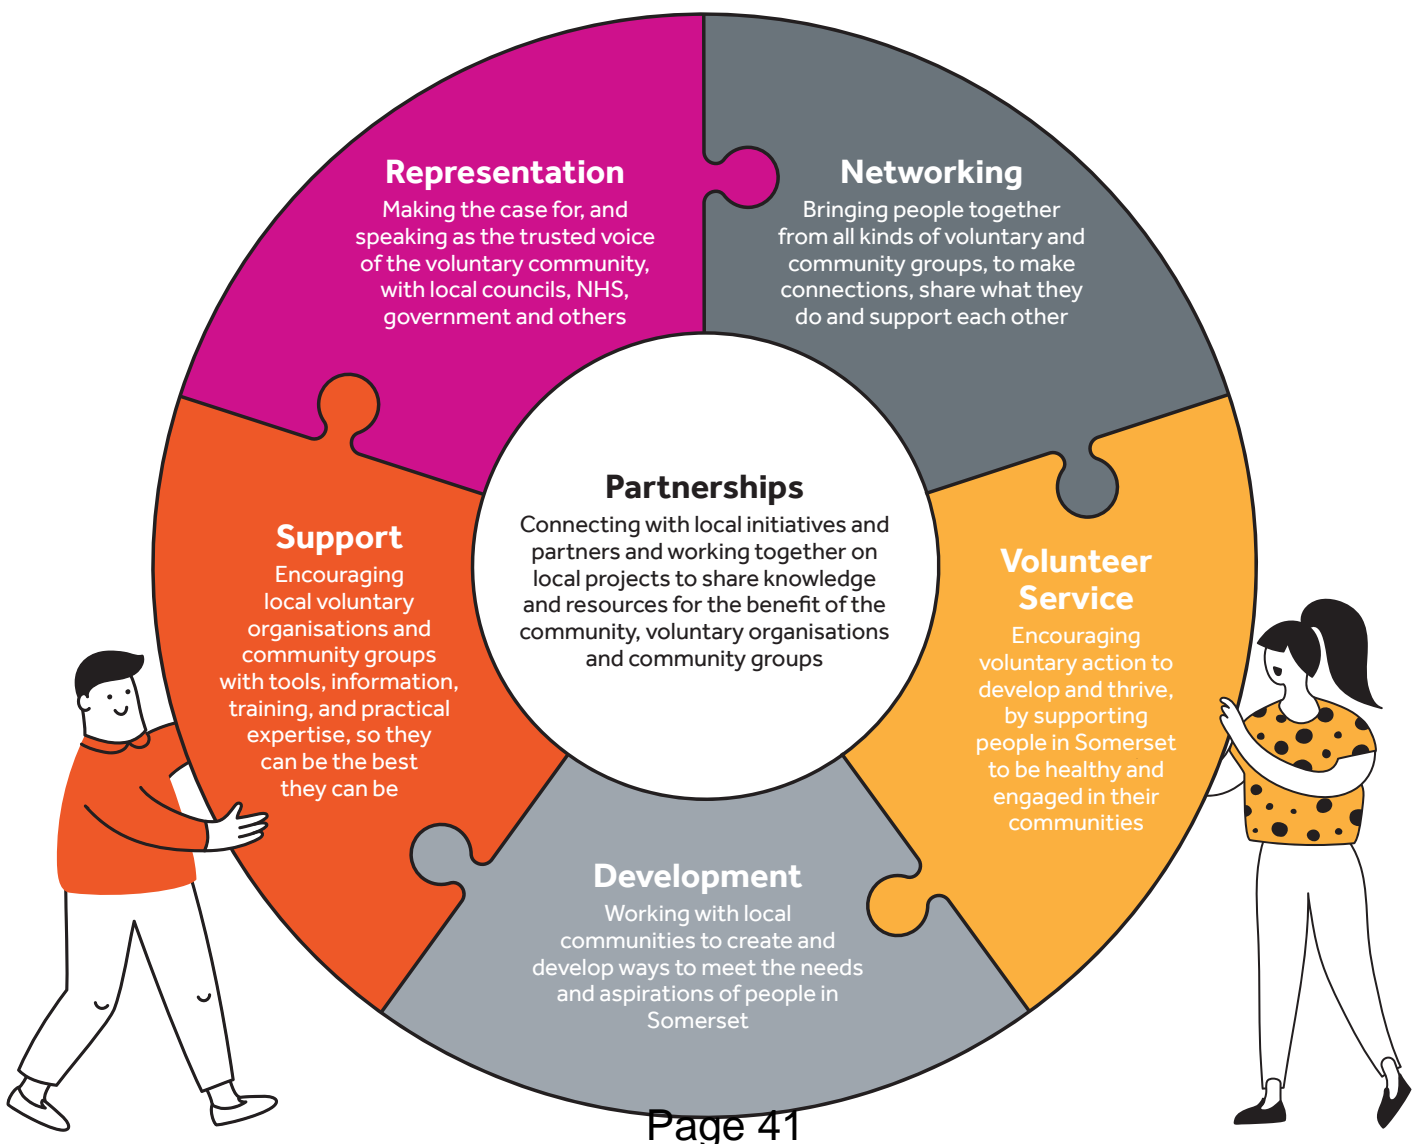 Representation
Making the case for, and
speaking as the trusted voice
of the voluntary community,
with local councils, NHS,
government and others
Networking
Bringing people together
from all kinds of voluntary and
community groups, to make
connections, share what they
do and support each other
Partnerships
Connecting with local initiatives and
partners and working together on
local projects to share knowledge
and resources for the benefit of the
community, voluntary organisations
and community groups
Support
Encouraging
local voluntary
organisations and
community groups
with tools, information,
training, and practical
expertise, so they
can be the best
they can be
Volunteer
Service
Encouraging
voluntary action to
develop and thrive,
by supporting
people in Somerset
to be healthy and
engaged in their
communities
Development
Working with local
communities to create and
develop ways to meet the needs
and aspirations of people in
Somerset
Page 41